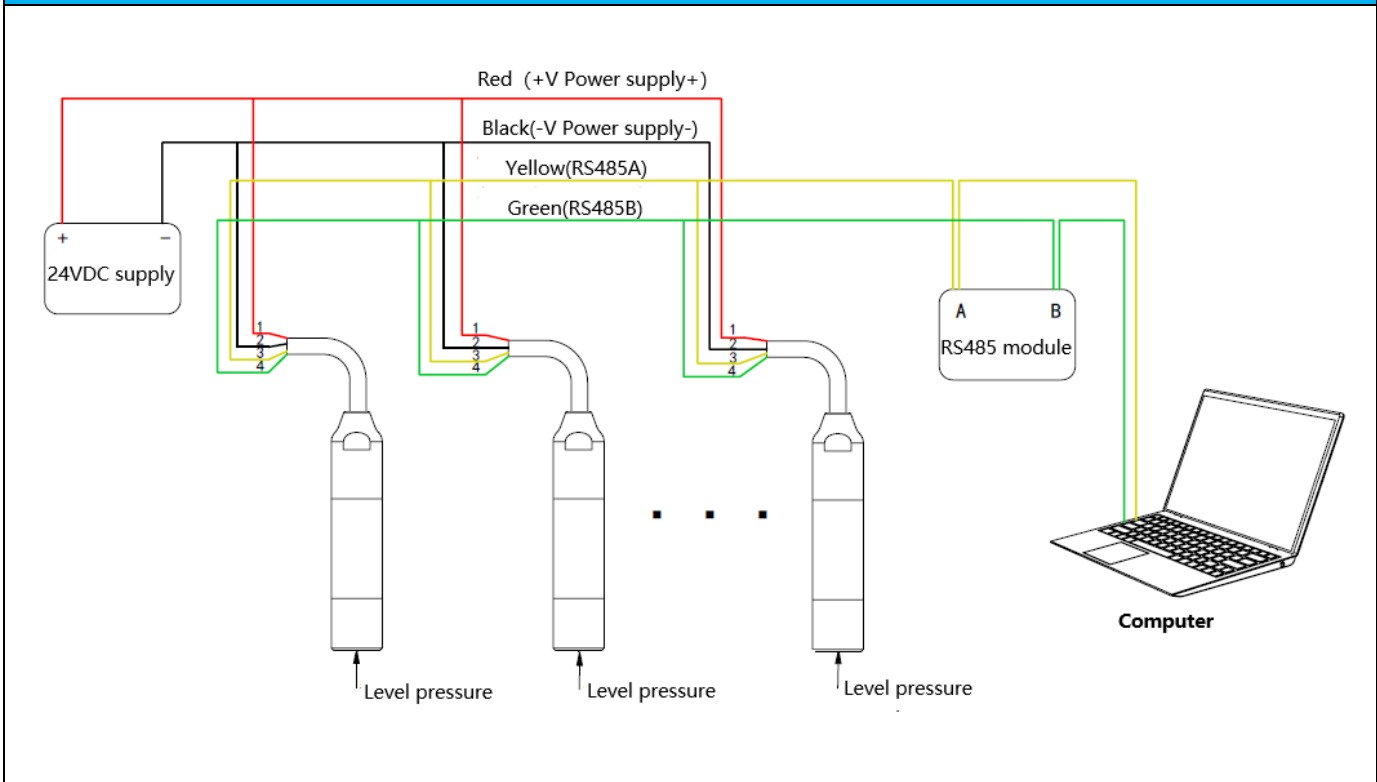 Red (+V Power supply+)
Black(-V Power supply-)
Yellow(RS485A)
Green(RS485B)
+ −
24VDC supply
1
2
3
4
1
2
3
4
1
2
3
4
A B
RS485 module
Computer
Level pressure
Level pressure
Level pressure